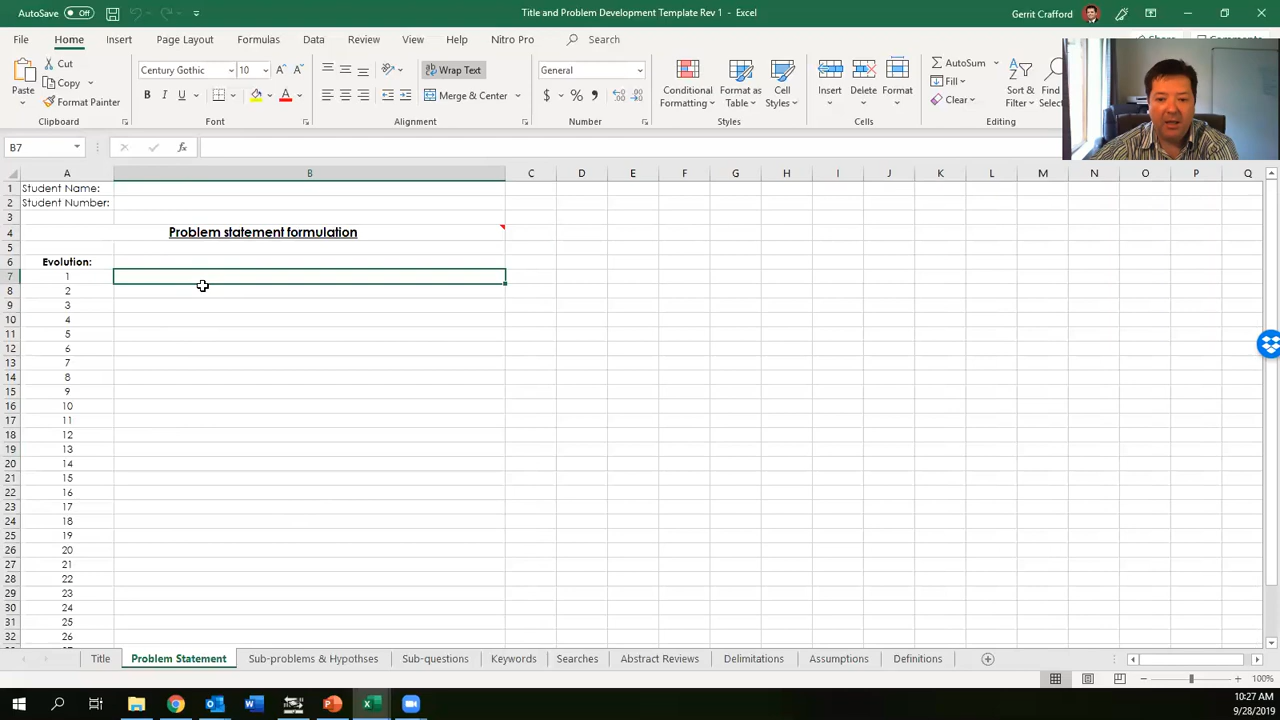 AutoSave Off
Title and Problem Development Template Rev 1 - Excel
Gerrit Crafford
File Home Insert Page Layout Formulas Data Review View Help Nitro Pro Search
Paste
Cut
Copy
Format Painter
Clipboard
Century Gothic 10
B I U
Font
Wrap Text
Merge & Center
Alignment
General
$ % ,
Number
Conditional Formatting
Format as Table
Cell Styles
Styles
Insert Delete Format
Cells
AutoSum
Fill
Clear
Sort & Filter
Find
Editing
B7
fx
A B C D E F G H I J K L M N O P Q
1 Student Name:
2 Student Number:
3
4 Problem statement formulation
5
6 Evolution:
7 1
8 2
9 3
10 4
11 5
12 6
13 7
14 8
15 9
16 10
17 11
18 12
19 13
20 14
21 15
22 16
23 17
24 18
25 19
26 20
27 21
28 22
29 23
30 24
31 25
32 26
Title Problem Statement Sub-problems & Hypothses Sub-questions Keywords Searches Abstract Reviews Delimitations Assumptions Definitions
100%
10:27 AM
9/28/2019